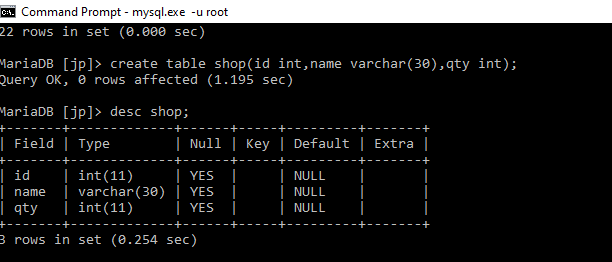 Command Prompt - mysql.exe -u root
22 rows in set (0.000 sec)
MariaDB [jp]> create table shop(id int,name varchar(30),qty int);
Query OK, 0 rows affected (1.195 sec)
MariaDB [jp]> desc shop;
+-------+-------------+------+-----+---------+-------+
| Field | Type        | Null | Key | Default | Extra |
+-------+-------------+------+-----+---------+-------+
| id    | int(11)     | YES  |     | NULL    |       |
| name  | varchar(30) | YES  |     | NULL    |       |
| qty   | int(11)     | YES  |     | NULL    |       |
+-------+-------------+------+-----+---------+-------+
3 rows in set (0.254 sec)